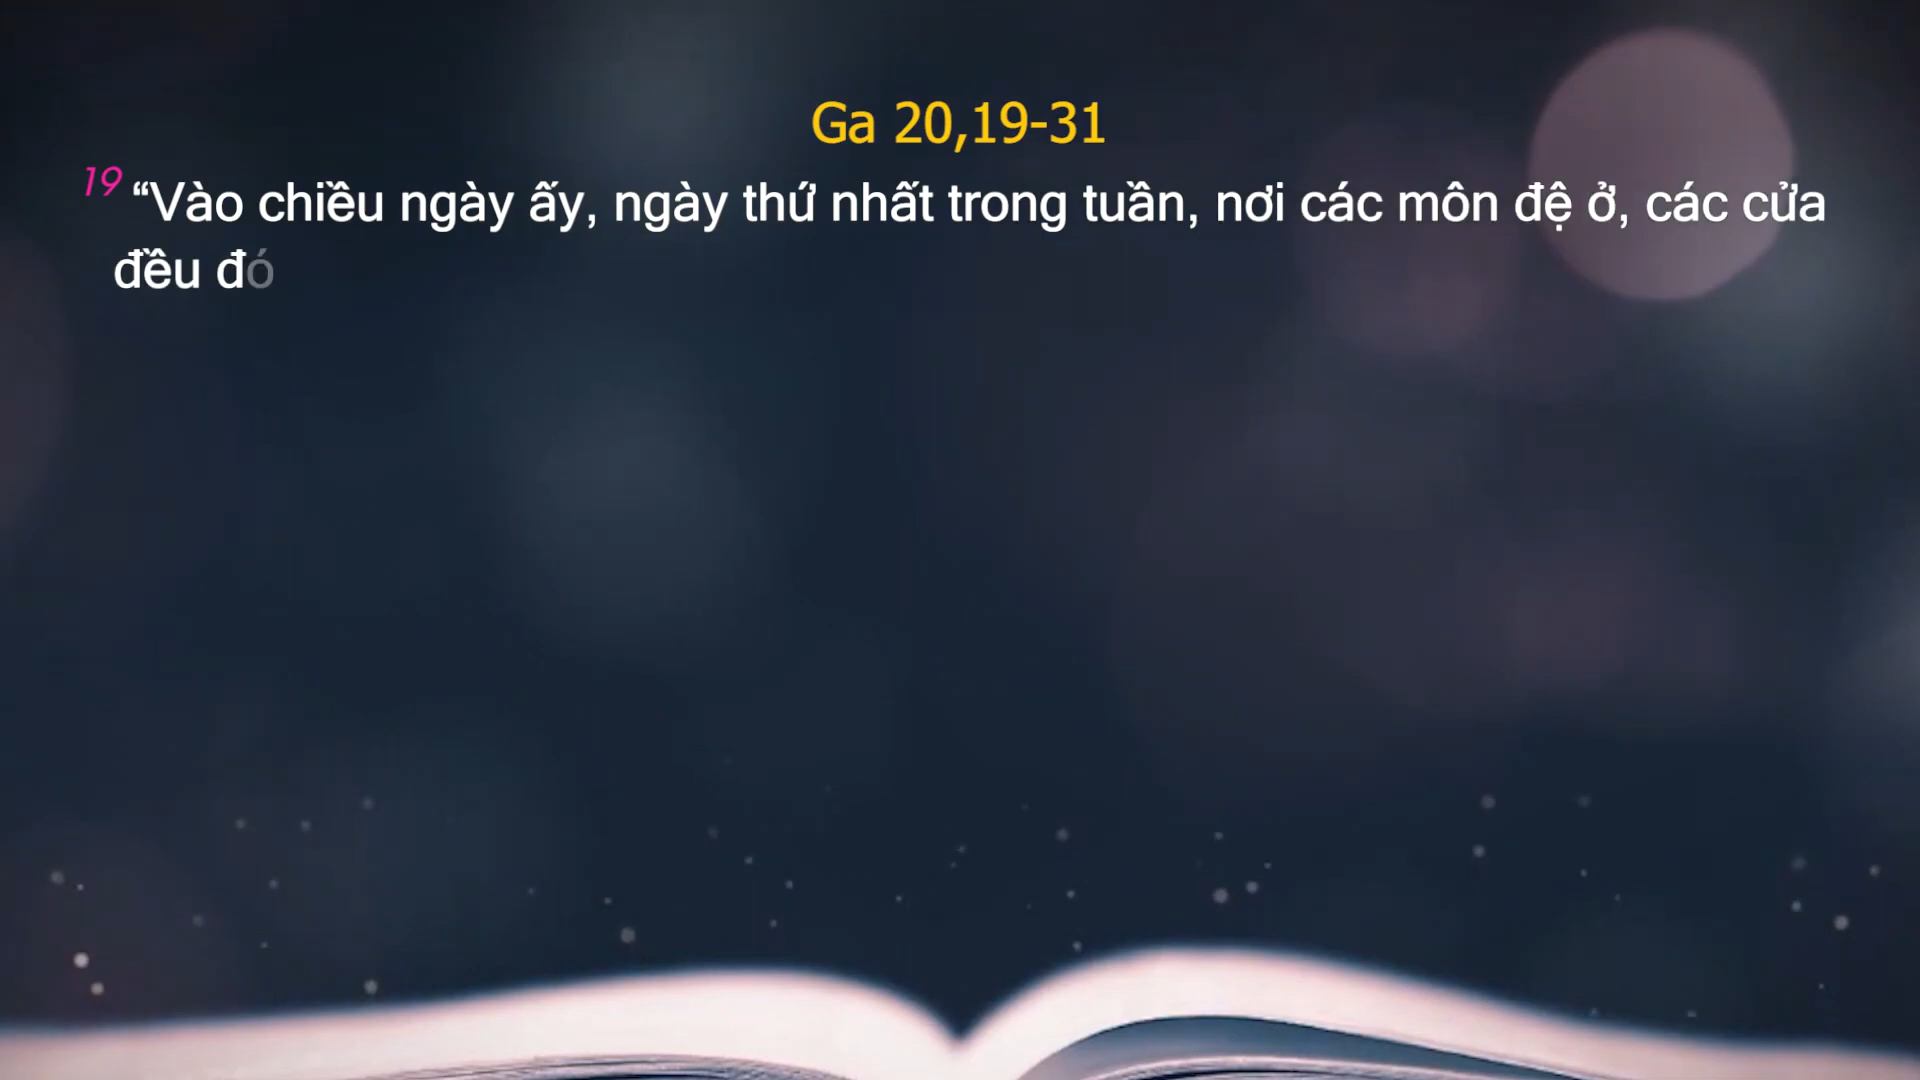 Ga 20,19-31
19 “Vào chiều ngày ấy, ngày thứ nhất trong tuần, nơi các môn đệ ở, các cửa
đều đó